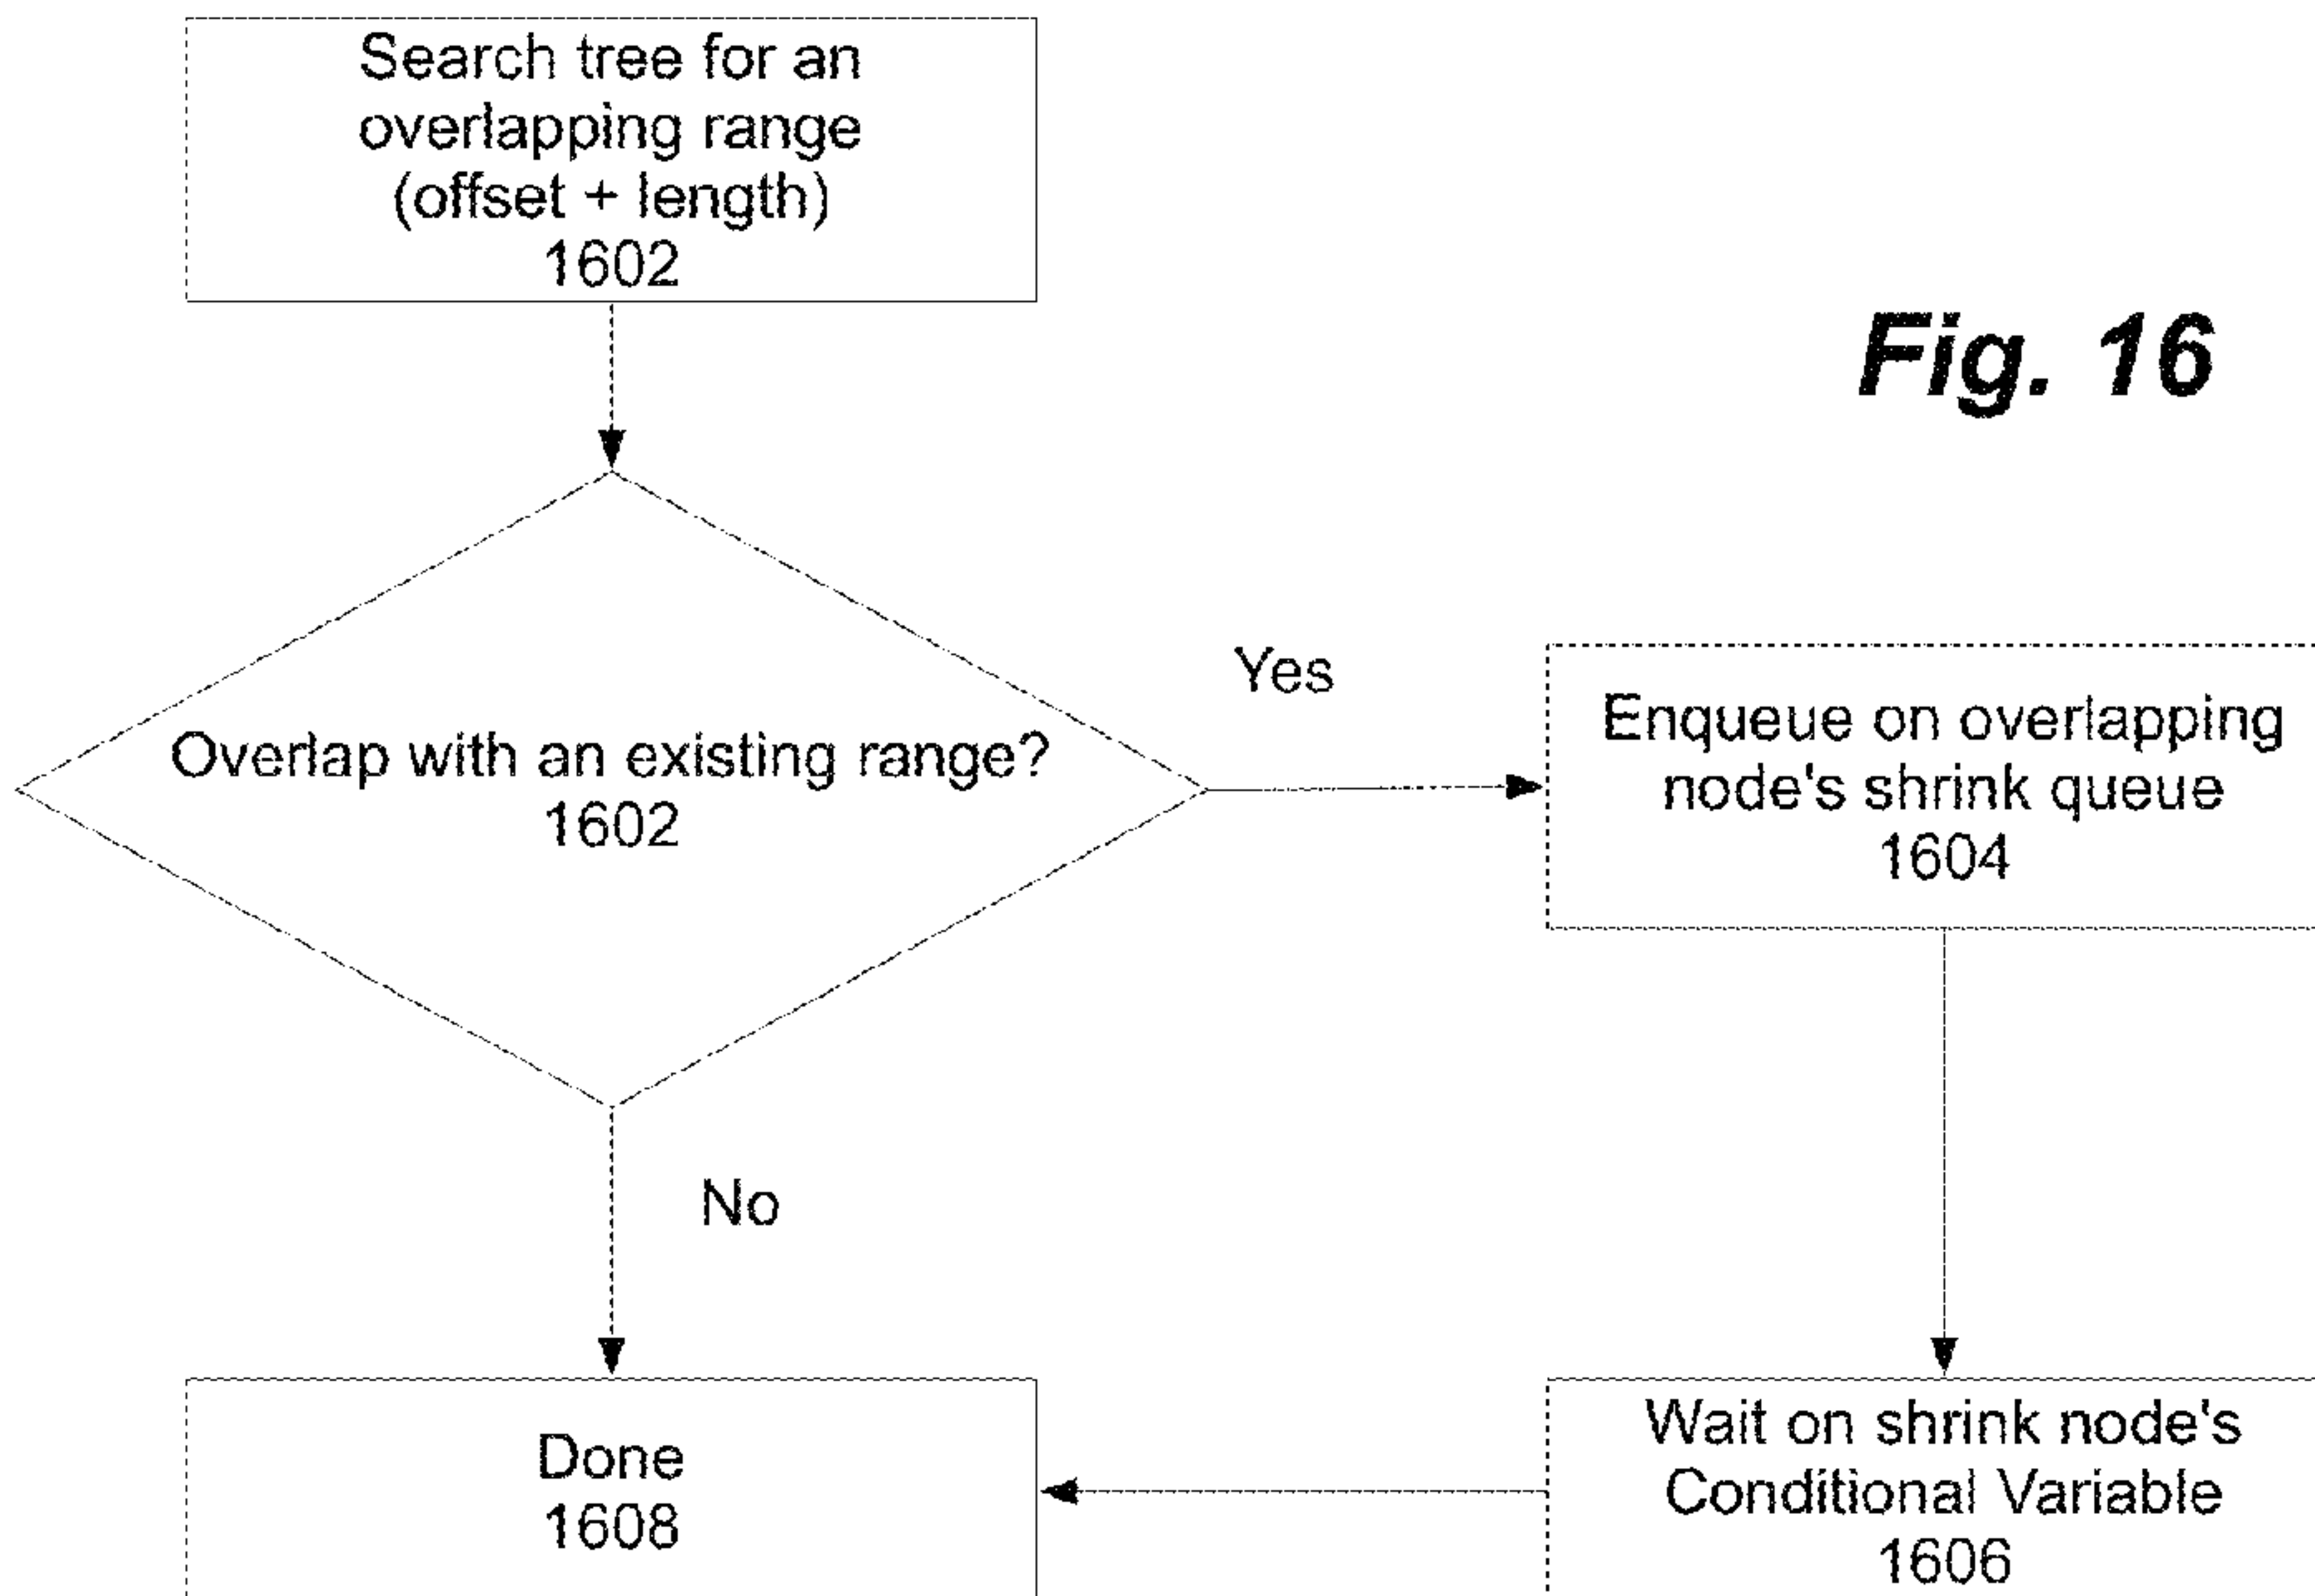 Search tree for an
overlapping range
(offset + length)
1602
Fig. 16
Overlap with an existing range?
1602
Yes
Enqueue on overlapping
node's shrink queue
1604
No
Done
1608
Wait on shrink node's
Conditional Variable
1606